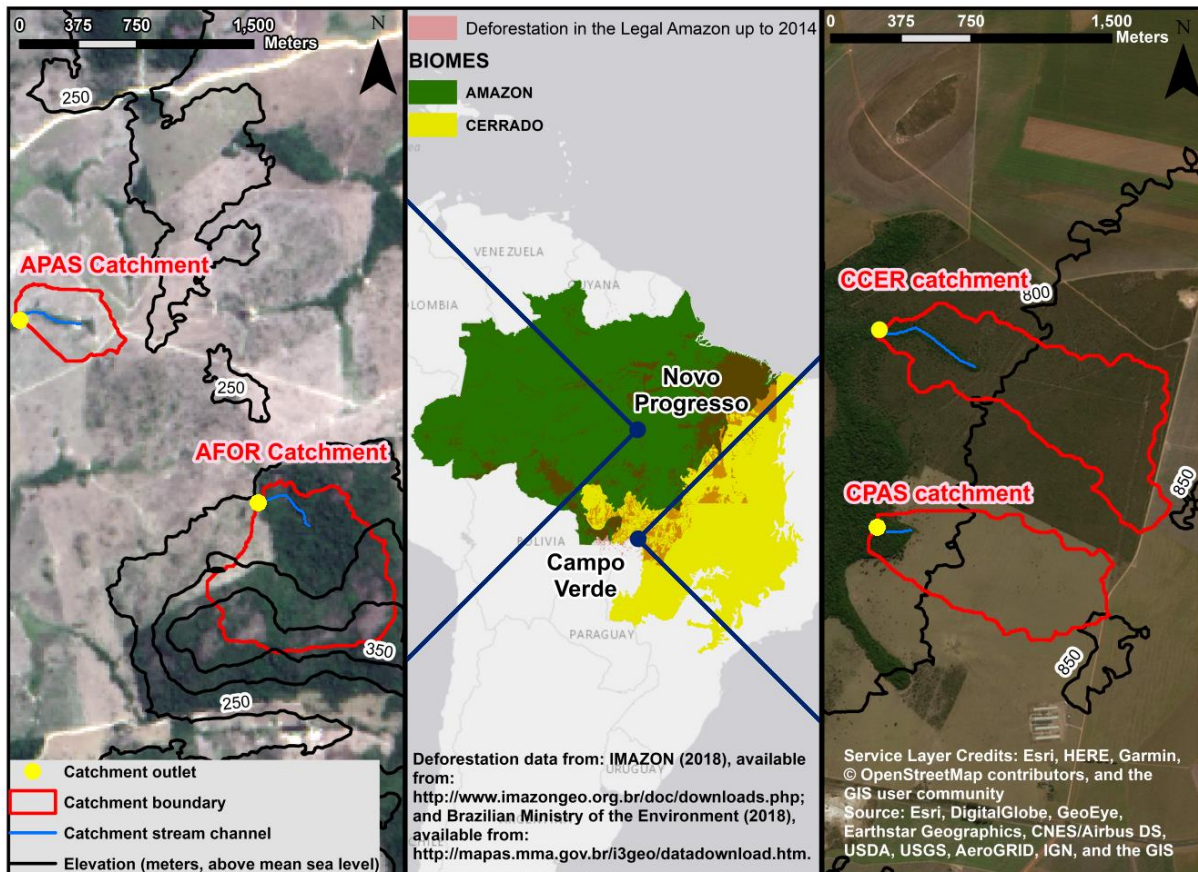 0 375 750 1,500
Meters
N
250
APAS Catchment
250
AFOR Catchment
350
250
Catchment outlet
Catchment boundary
Catchment stream channel
Elevation (meters, above mean sea level)
Deforestation in the Legal Amazon up to 2014
BIOMES
AMAZON
CERRADO
VENEZUELA
GUYANA
OLOMBIA
Novo
Progresso
BOLIVIA
Campo
Verde
PARAGUAY
URUGUAY
CHILE
Deforestation data from: IMAZON (2018), available
from:
http://www.imazongeo.org.br/doc/downloads.php;
and Brazilian Ministry of the Environment (2018),
available from:
http://mapas.mma.gov.br/i3geo/datadownload.htm.
0 375 750 1,500
Meters
N
CCER catchment
800
850
CPAS catchment
850
Service Layer Credits: Esri, HERE, Garmin,
© OpenStreetMap contributors, and the
GIS user community
Source: Esri, DigitalGlobe, GeoEye,
Earthstar Geographics, CNES/Airbus DS,
USDA, USGS, AeroGRID, IGN, and the GIS